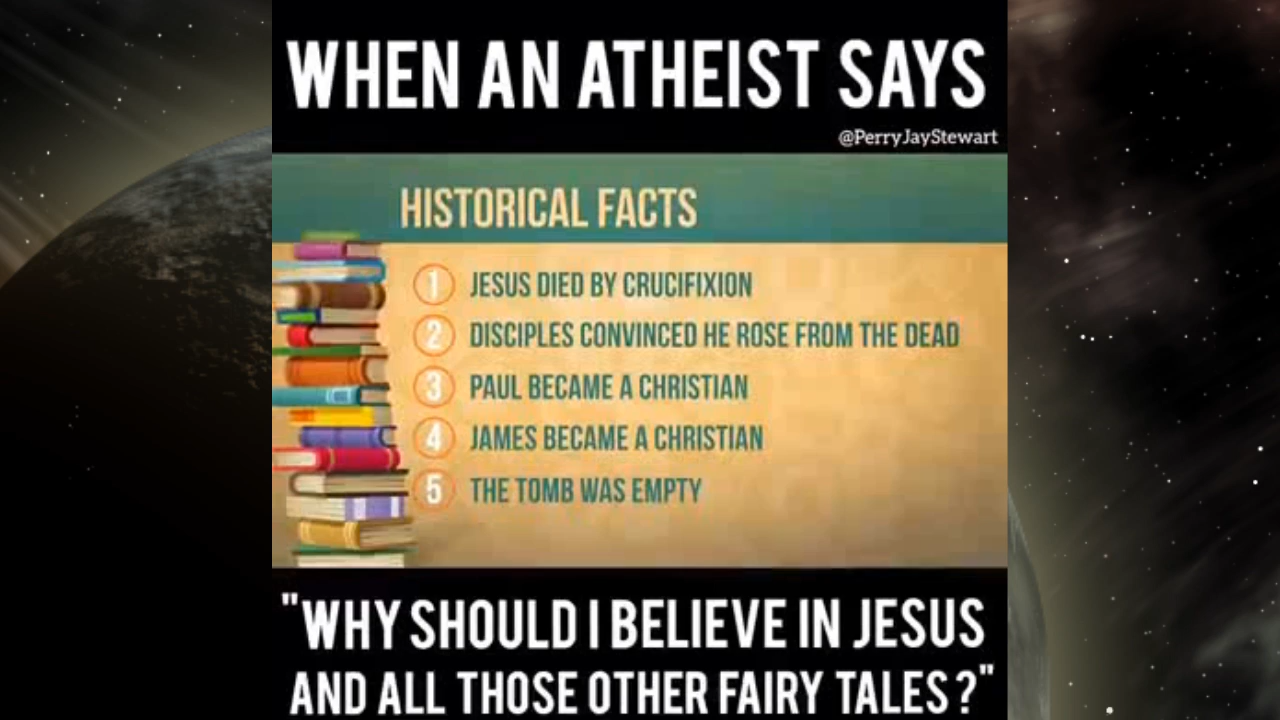 WHEN AN ATHEIST SAYS
@PerryJayStewart
HISTORICAL FACTS
1 JESUS DIED BY CRUCIFIXION
2 DISCIPLES CONVINCED HE ROSE FROM THE DEAD
3 PAUL BECAME A CHRISTIAN
4 JAMES BECAME A CHRISTIAN
5 THE TOMB WAS EMPTY
"WHY SHOULD I BELIEVE IN JESUS
AND ALL THOSE OTHER FAIRY TALES?"